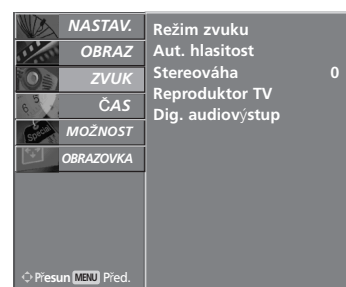 NASTAV.
OBRAZ
ZVUK
ČAS
MOŽNOST
OBRAZOVKA
Přesun MENU Před.
Režim zvuku
Aut. hlasitost
Stereováha 0
Reproduktor TV
Dig. audiovýstup